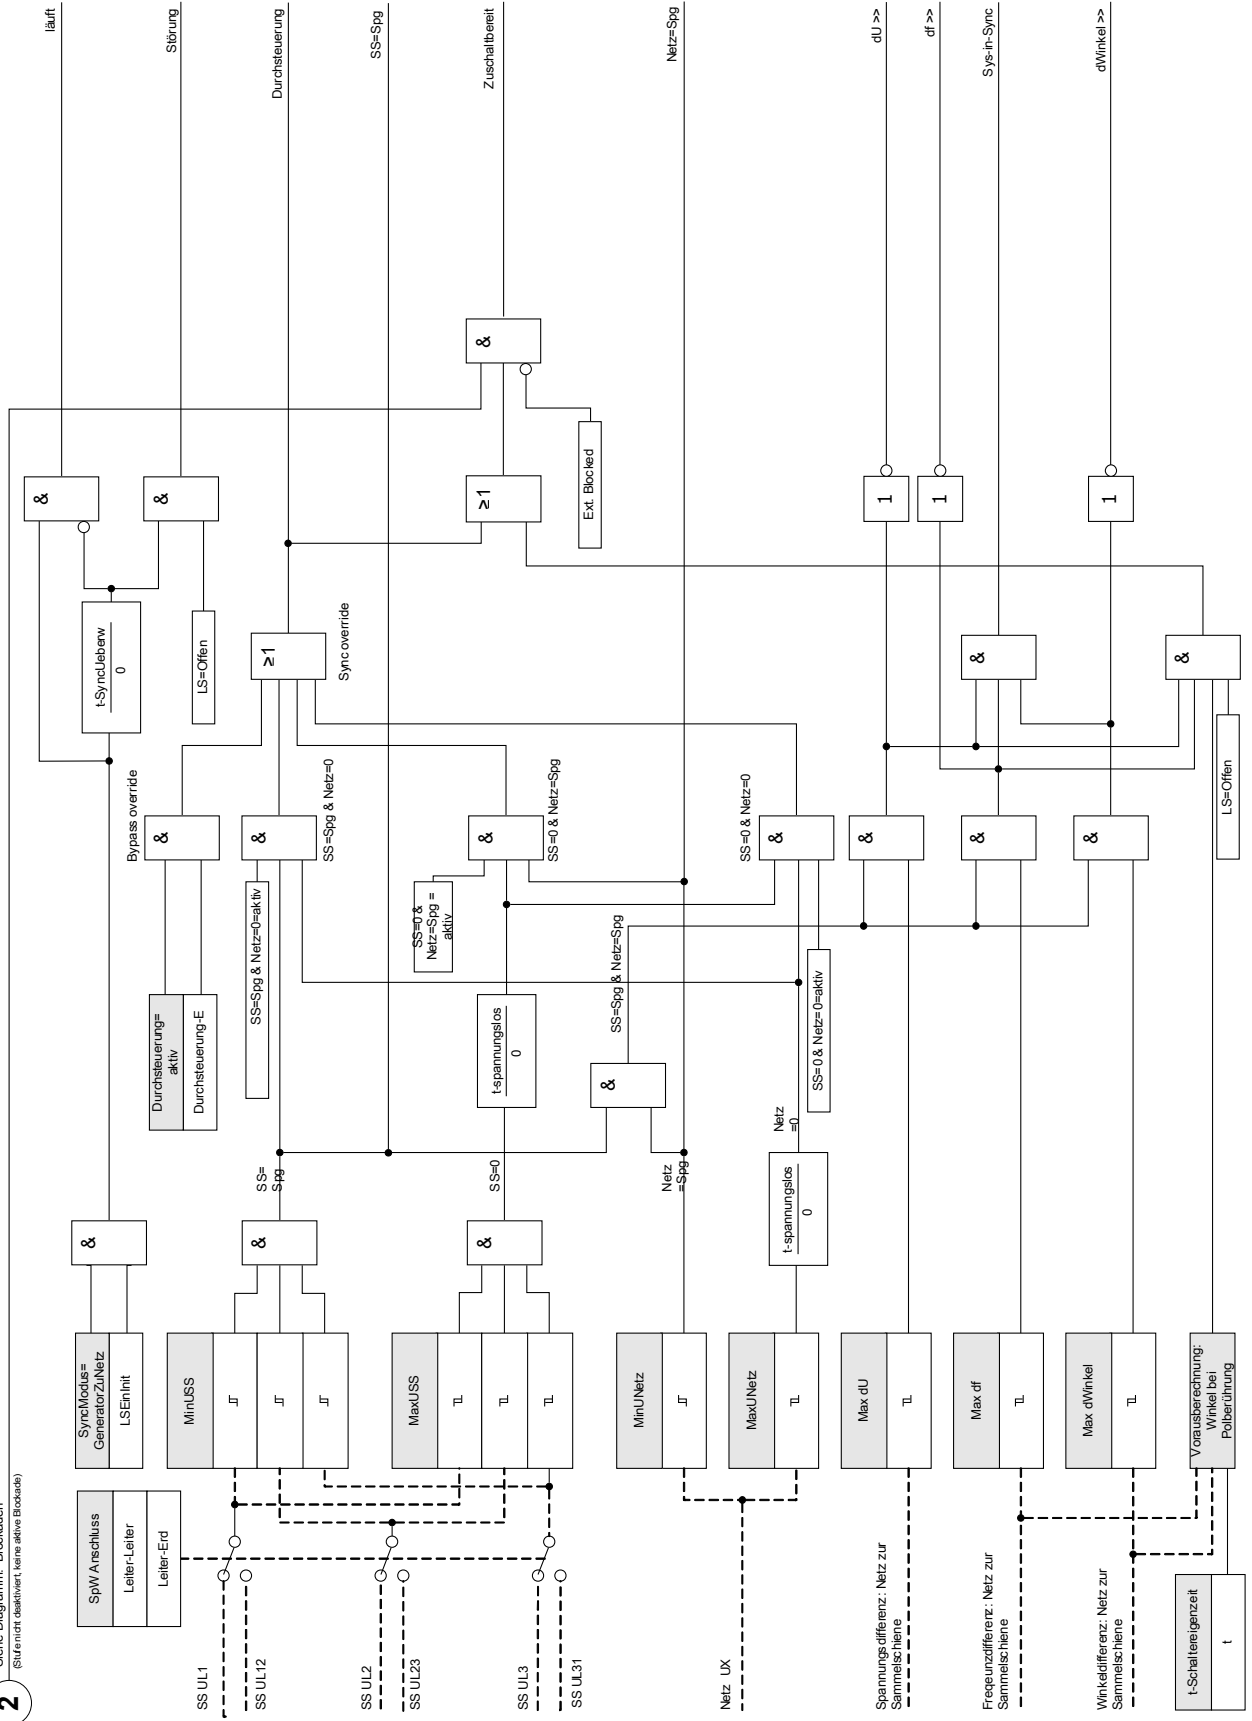 2
Siehe Diagramm: Blockaden
(Stufe nicht deaktiviert, keine aktive Blockade)
SpW Anschluss
Leiter-Leiter
Leiter-Erd
SyncModus=
GeneratorZuNetz
LSEinInit
&
t-SyncUeberw
0
&
läuft
LS=Offen
&
Störung
Bypass override
Durchsteuerung=
aktiv
Durchsteuerung-E
&
SS UL1
SS UL12
MinUSS
&
SS=
Spg
SS=Spg & Netz=0=aktiv
&
SS=Spg & Netz=0
≥1
Sync override
Durchsteuerung
SS=Spg
SS UL2
SS UL23
MaxUSS
&
SS=0
t-spannungslos
0
SS=0 &
Netz=Spg =
aktiv
&
SS=0 & Netz=Spg
≥1
&
Zuschaltbereit
SS UL3
SS UL31
Ext. Blocked
&
SS=Spg & Netz=Spg
MinUNetz
Netz
=Spg
Netz=Spg
Netz UX
MaxUNetz
t-spannungslos
0
Netz
=0
SS=0 & Netz=0=aktiv
SS=0 & Netz=0
&
Spannungsdifferenz: Netz zur
Sammelschiene
Max dU
&
1
dU >>
1
df >>
Freqeunzdifferenz: Netz zur
Sammelschiene
Max df
&
&
Sys-in-Sync
Winkeldifferenz: Netz zur
Sammelschiene
Max dWinkel
&
1
dWinkel >>
t-Schaltereigenzeit
t
Vorausberechnung:
Winkel bei
Polberührung
LS=Offen
&